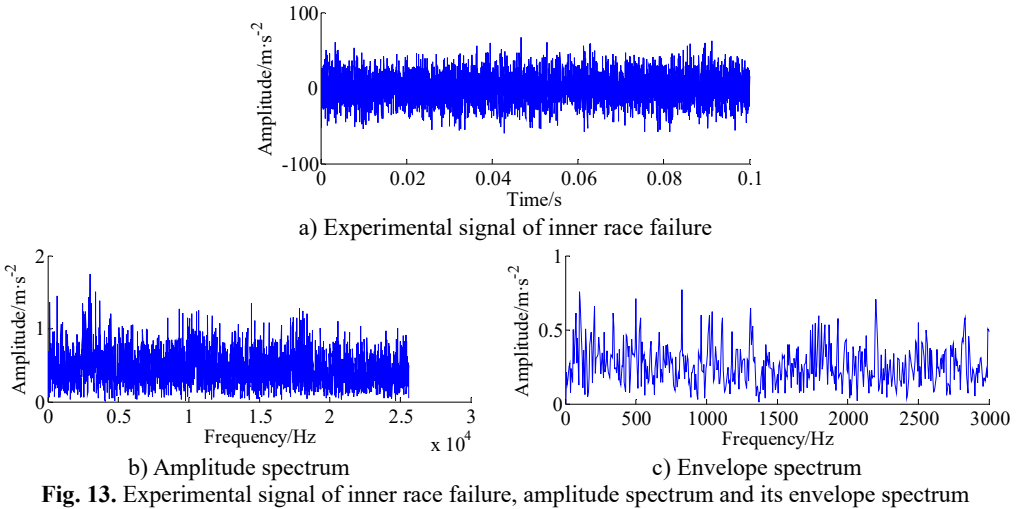 100
0
-100
Amplitude/m·s-2
0 0.02 0.04 0.06 0.08 0.1
Time/s
a) Experimental signal of inner race failure
2
1
0
Amplitude/m·s-2
0 0.5 1 1.5 2 2.5 3
Frequency/Hz
x 10^4
b) Amplitude spectrum
1
0.5
0
Amplitude/m·s-2
0 500 1000 1500 2000 2500 3000
Frequency/Hz
c) Envelope spectrum
Fig. 13. Experimental signal of inner race failure, amplitude spectrum and its envelope spectrum